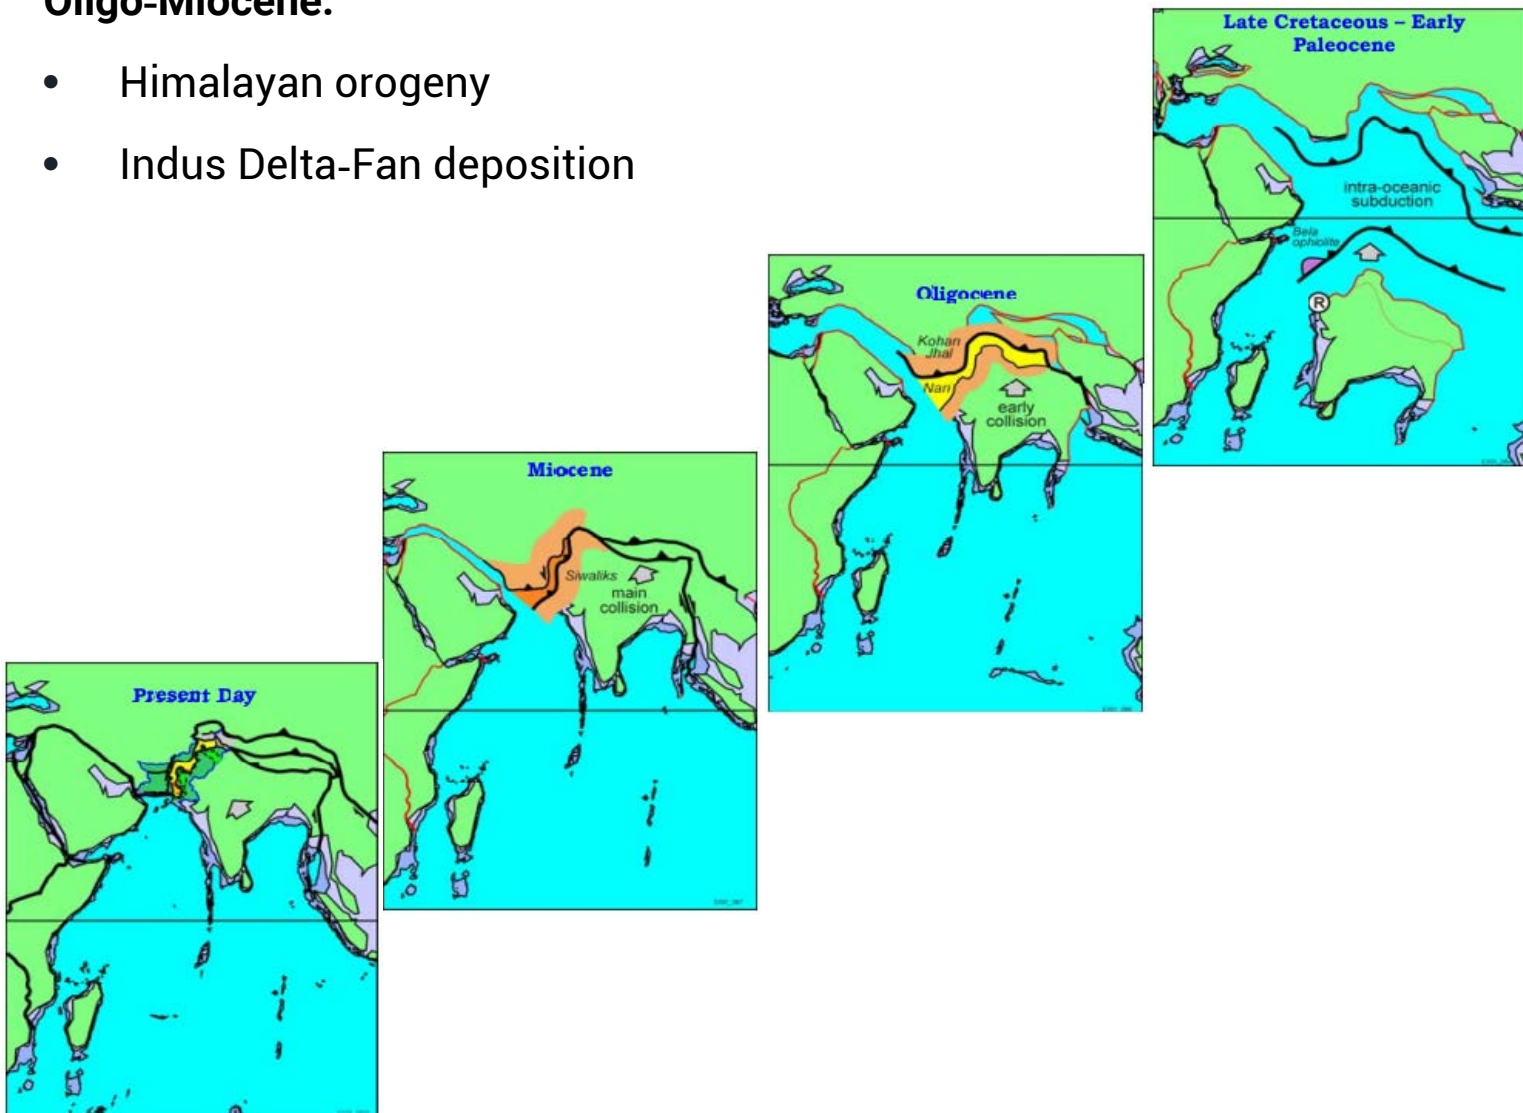 Oligo-Miocene:
• Himalayan orogeny
• Indus Delta-Fan deposition
Late Cretaceous – Early
Paleocene
intra-oceanic
subduction
Bela
ophiolite
R
Oligocene
Kohan
Jhal
Nari
early
collision
Miocene
Siwaliks
main
collision
Present Day